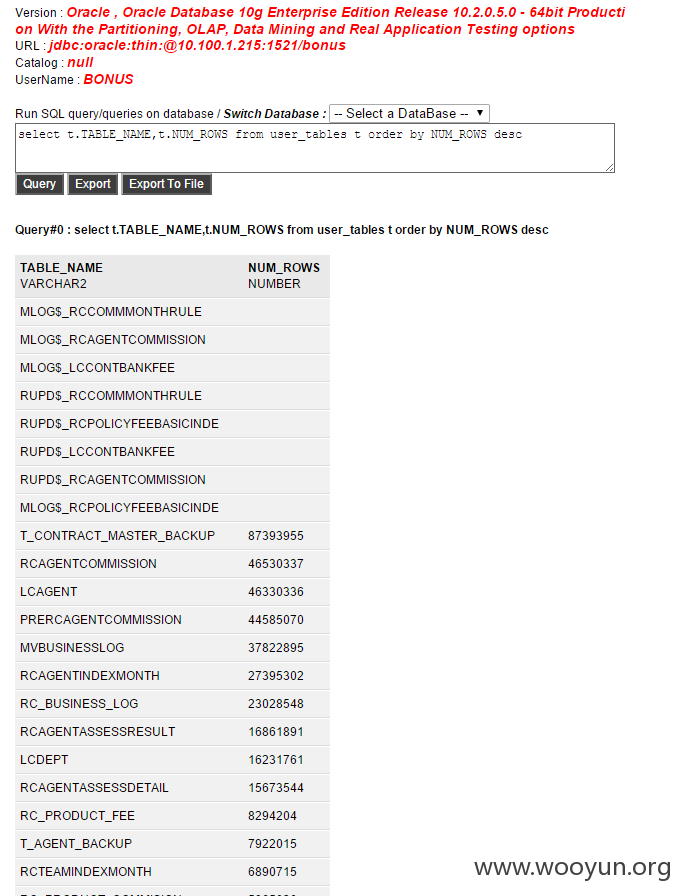 Version : Oracle , Oracle Database 10g Enterprise Edition Release 10.2.0.5.0 - 64bit Producti
on With the Partitioning, OLAP, Data Mining and Real Application Testing options
URL : jdbc:oracle:thin:@10.100.1.215:1521/bonus
Catalog : null
UserName : BONUS
Run SQL query/queries on database / Switch Database : -- Select a DataBase -- ▼
select t.TABLE_NAME,t.NUM_ROWS from user_tables t order by NUM_ROWS desc
Query Export Export To File
Query#0 : select t.TABLE_NAME,t.NUM_ROWS from user_tables t order by NUM_ROWS desc
TABLE_NAME NUM_ROWS
VARCHAR2 NUMBER
MLOG$_RCCOMMMONTHRULE
MLOG$_RCAGENTCOMMISSION
MLOG$_LCCONTBANKFEE
RUPD$_RCCOMMMONTHRULE
RUPD$_RCPOLICYFEEBASICINDE
RUPD$_LCCONTBANKFEE
RUPD$_RCAGENTCOMMISSION
MLOG$_RCPOLICYFEEBASICINDE
T_CONTRACT_MASTER_BACKUP 87393955
RCAGENTCOMMISSION 46530337
LCAGENT 46330336
PRERCAGENTCOMMISSION 44585070
MVBUSINESSLOG 37822895
RCAGENTINDEXMONTH 27395302
RC_BUSINESS_LOG 23028548
RCAGENTASSESSRESULT 16861891
LCDEPT 16231761
RCAGENTASSESSDETAIL 15673544
RC_PRODUCT_FEE 8294204
T_AGENT_BACKUP 7922015
RCTEAMINDEXMONTH 6890715
www.wooyun.org